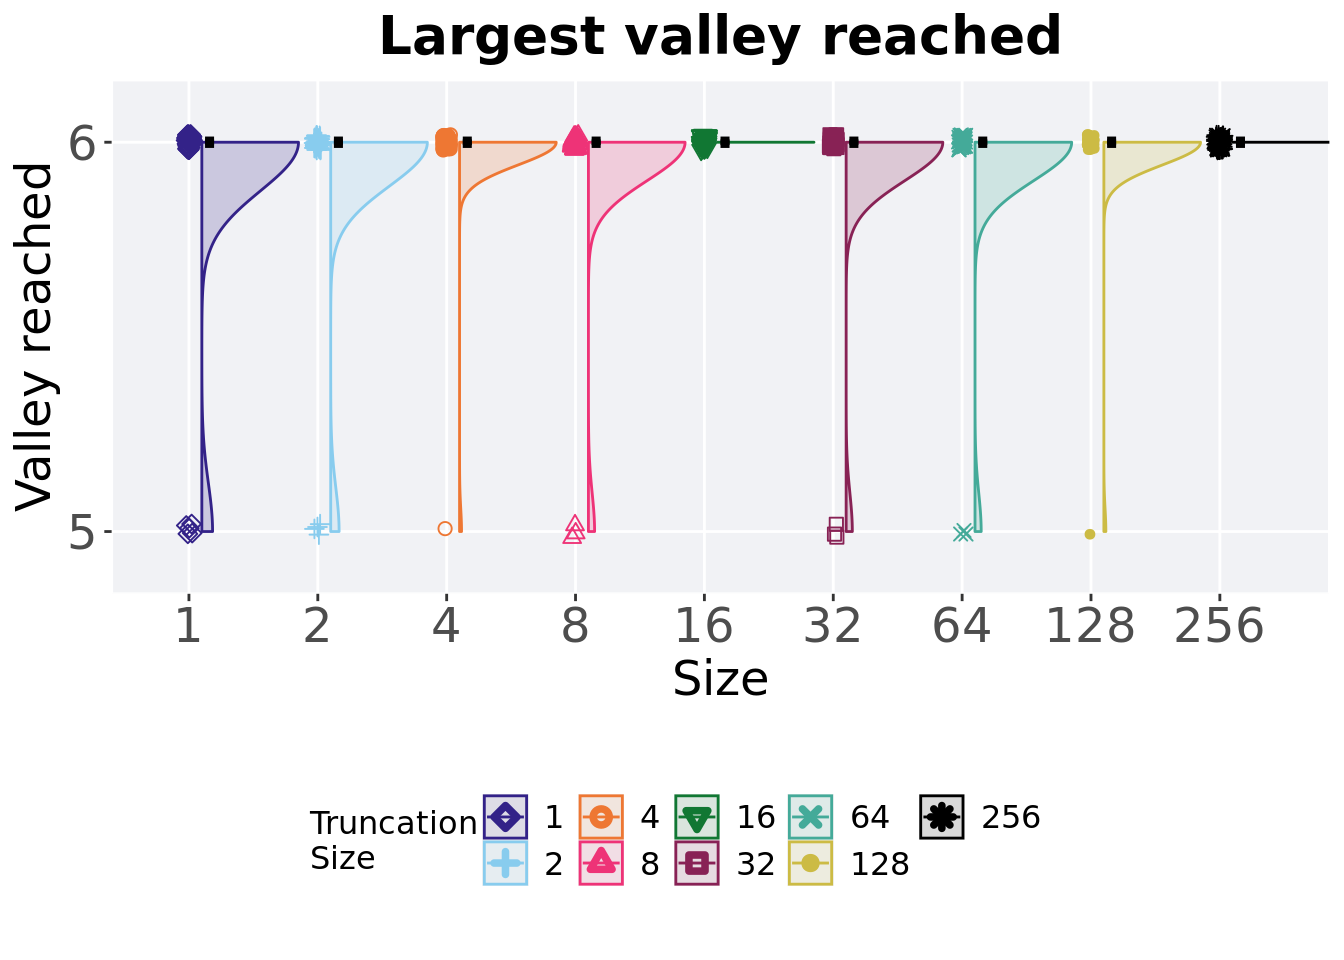 Largest valley reached
Valley reached
6
5
1 2 4 8 16 32 64 128 256
Size
Truncation
Size
1 4 16 64 256
2 8 32 128